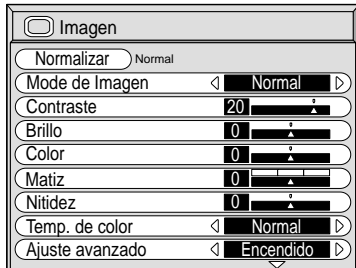 Imagen
Normalizar Normal
Mode de Imagen Normal
Contraste 20
Brillo 0
Color 0
Matiz 0
Nitidez 0
Temp. de color Normal
Ajuste avanzado Encendido